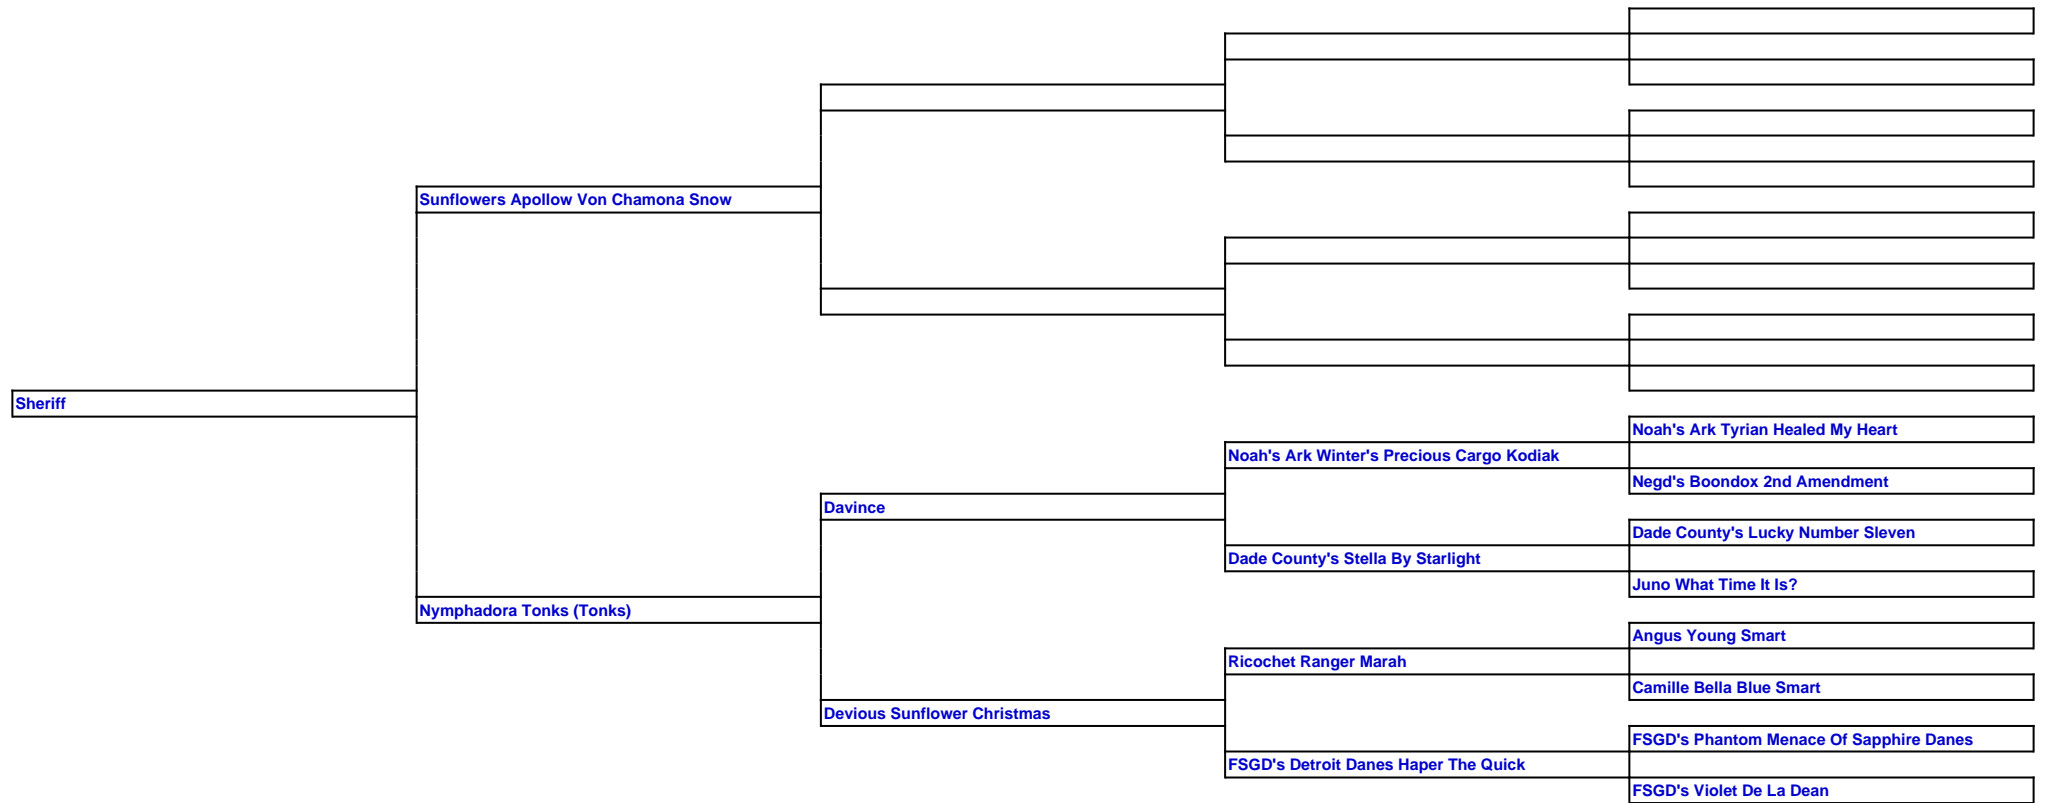 Sunflowers Apollow Von Chamona Snow
Sheriff
Noah's Ark Tyrian Healed My Heart
Noah's Ark Winter's Precious Cargo Kodiak
Negd's Boondox 2nd Amendment
Davince
Dade County's Lucky Number Sleven
Dade County's Stella By Starlight
Juno What Time It Is?
Nymphadora Tonks (Tonks)
Angus Young Smart
Ricochet Ranger Marah
Camille Bella Blue Smart
Devious Sunflower Christmas
FSGD's Phantom Menace Of Sapphire Danes
FSGD's Detroit Danes Haper The Quick
FSGD's Violet De La Dean